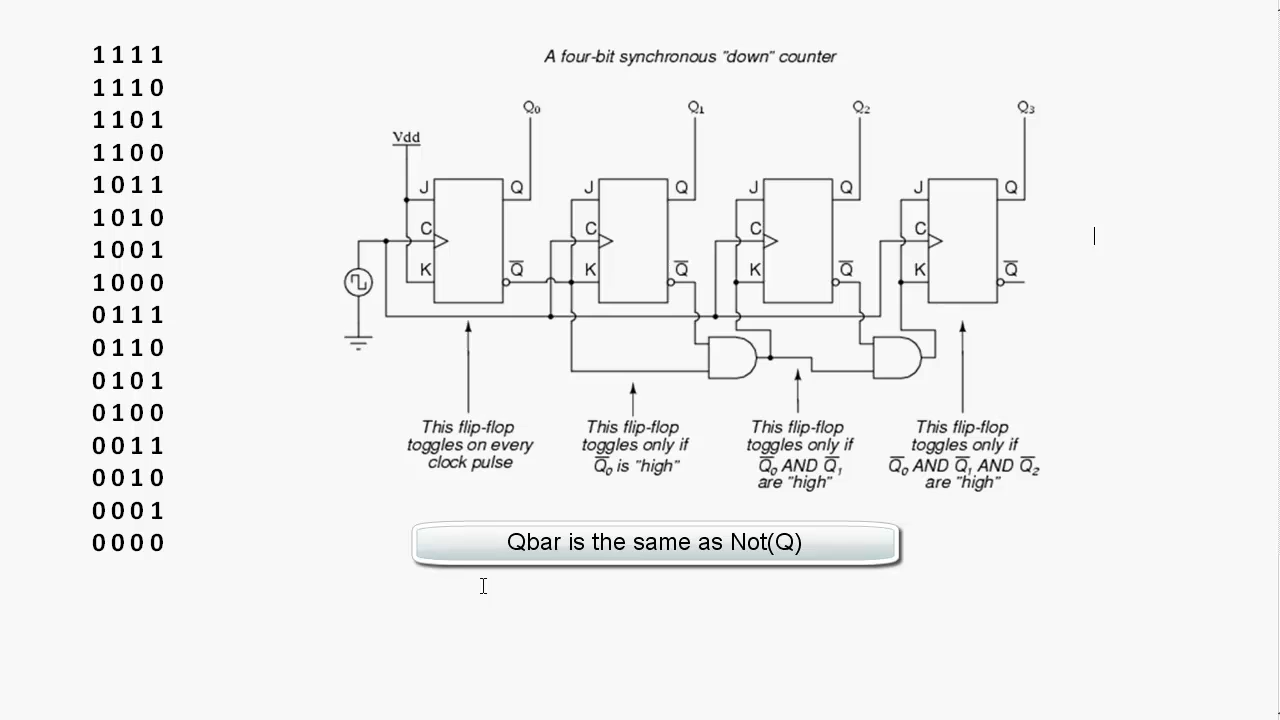 1 1 1 1
1 1 1 0
1 1 0 1
1 1 0 0
1 0 1 1
1 0 1 0
1 0 0 1
1 0 0 0
0 1 1 1
0 1 1 0
0 1 0 1
0 1 0 0
0 0 1 1
0 0 1 0
0 0 0 1
0 0 0 0
A four-bit synchronous "down" counter
Q₀ Q₁ Q₂ Q₃
Vdd
J Q J Q J Q J Q
C C C C
K Q̅ K Q̅ K Q̅ K Q̅
This flip-flop
toggles on every
clock pulse
This flip-flop
toggles only if
Q̅₀ is "high"
This flip-flop
toggles only if
Q̅₀ AND Q̅₁
are "high"
This flip-flop
toggles only if
Q̅₀ AND Q̅₁ AND Q̅₂
are "high"
Qbar is the same as Not(Q)